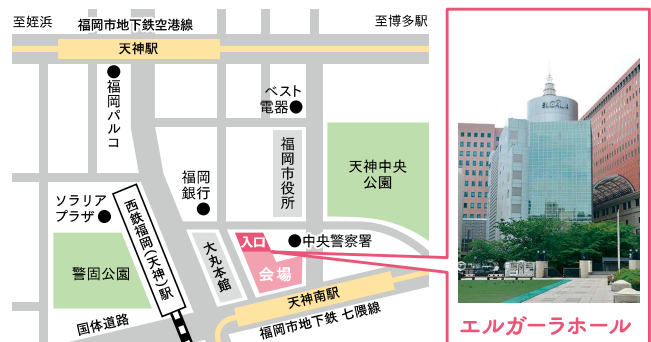 至姪浜
福岡市地下鉄空港線
至博多駅
天神駅
福岡パルコ
ベスト
電器
福岡市役所
天神中央
公園
福岡
銀行
ソラリア
プラザ
西鉄福岡(天神)駅
警固公園
大丸本館
入口
会場
中央警察署
天神南駅
福岡市地下鉄 七隈線
国体道路
ELGALA
エルガーラホール